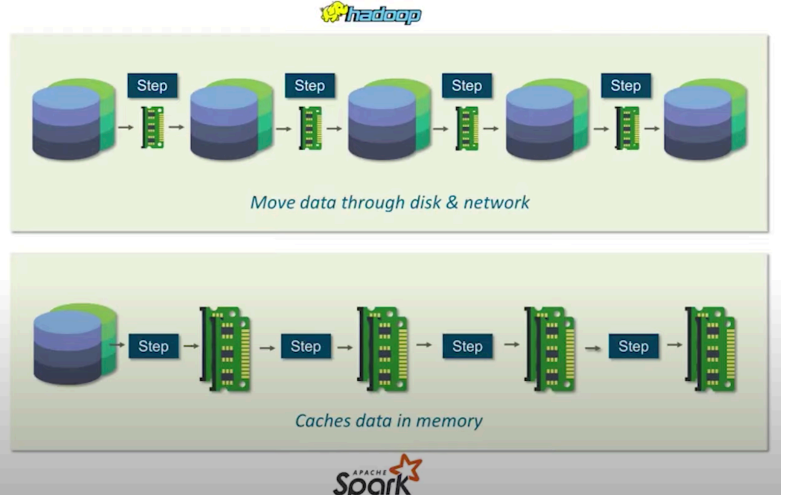 hadoop
Step Step Step Step
Move data through disk & network
Step Step Step Step
Caches data in memory
APACHE
Spark